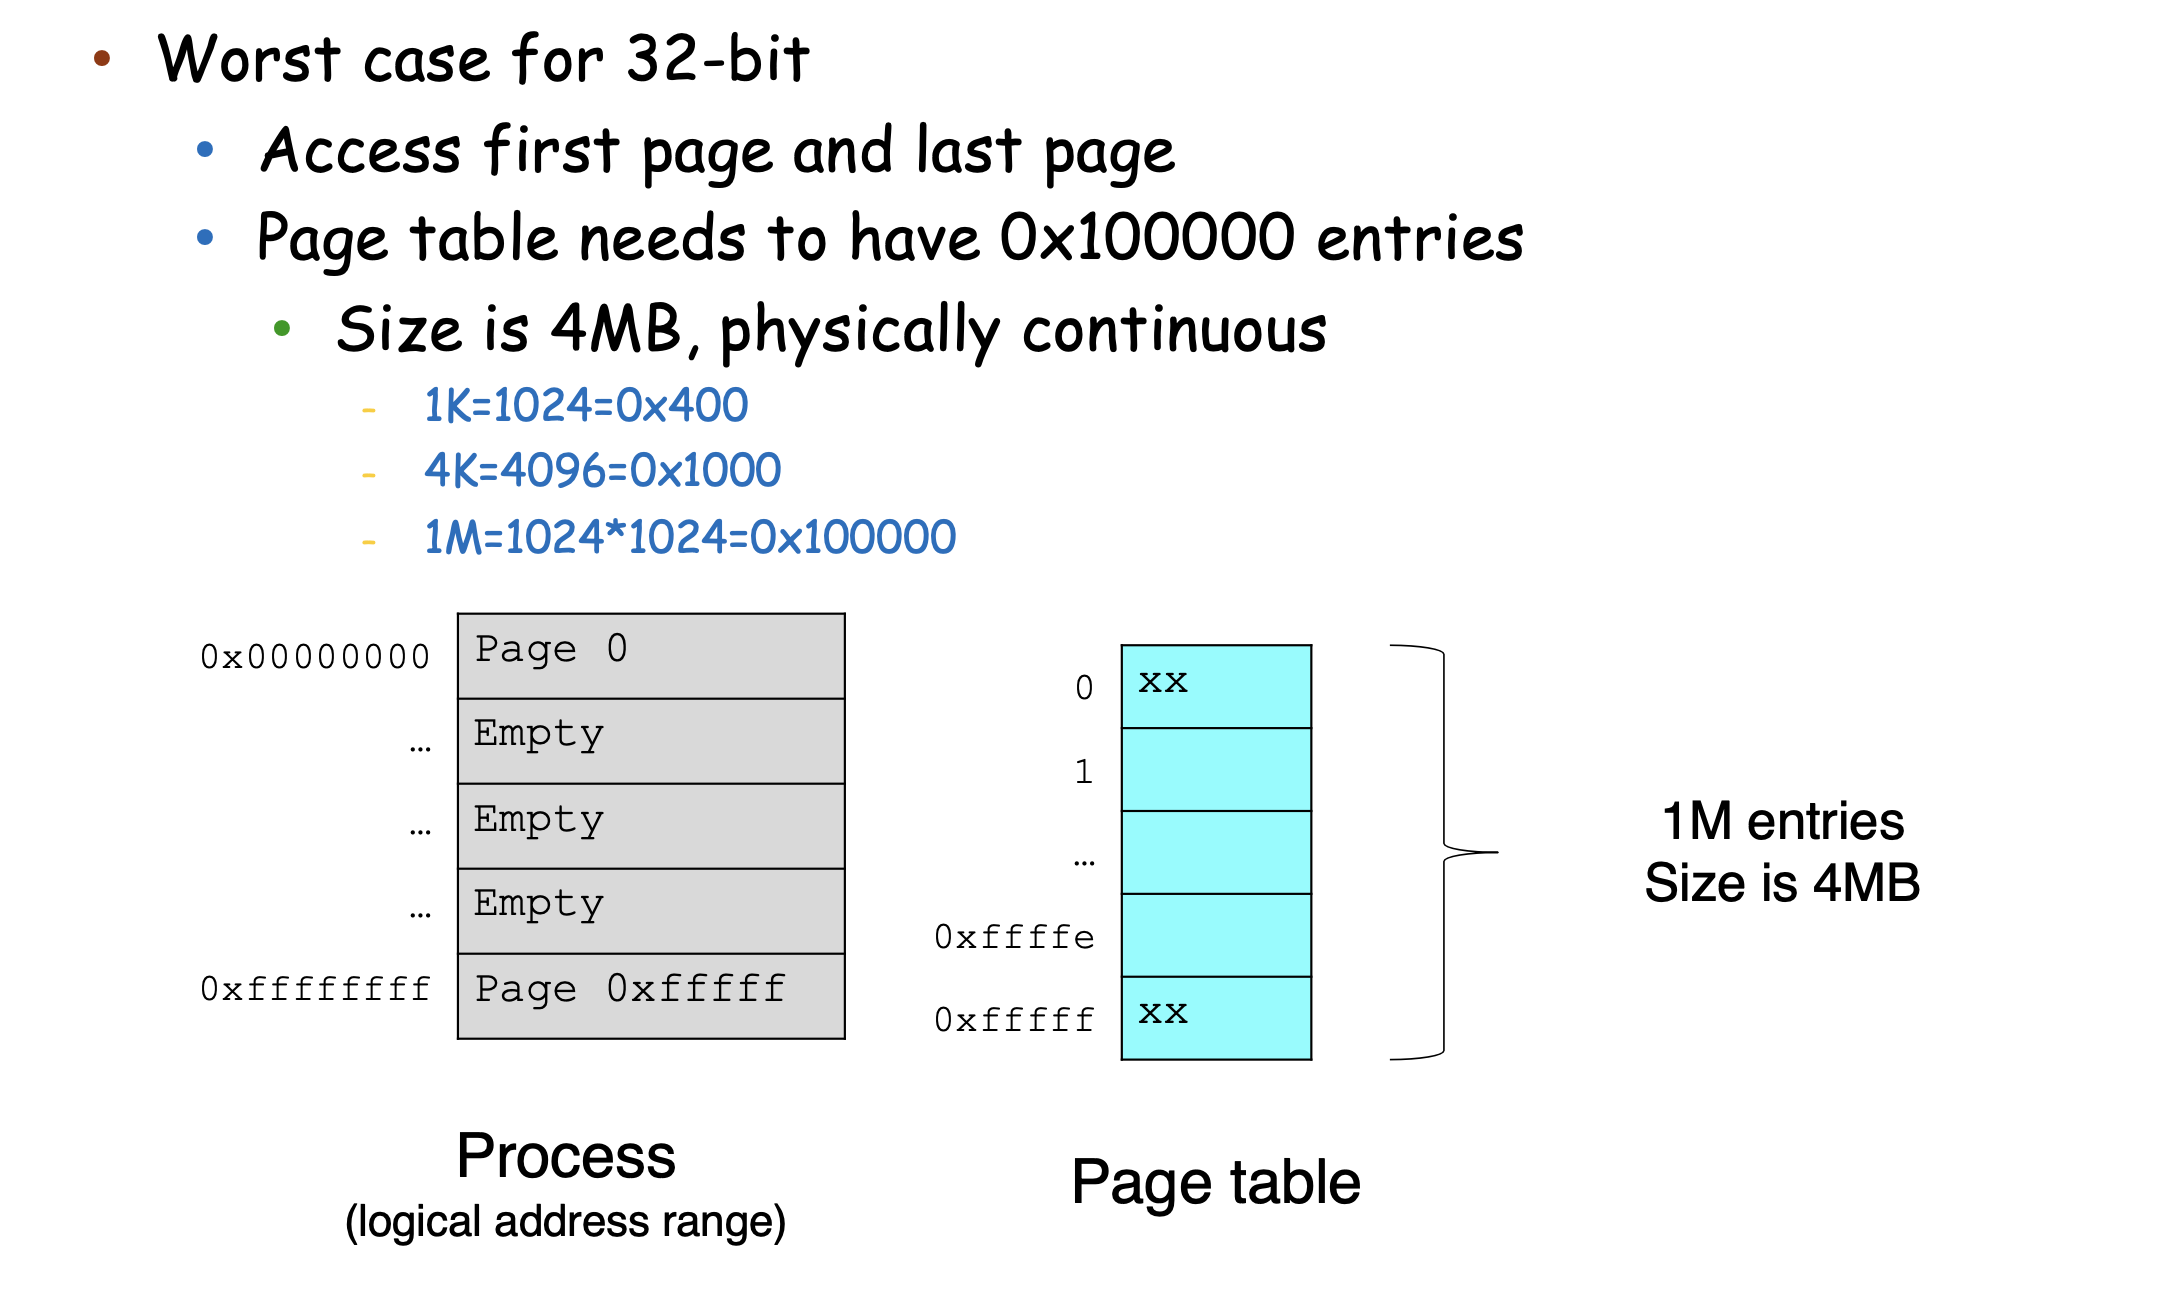 • Worst case for 32-bit
• Access first page and last page
• Page table needs to have 0x100000 entries
• Size is 4MB, physically continuous
- 1K=1024=0x400
- 4K=4096=0x1000
- 1M=1024*1024=0x100000
0x00000000 Page 0
… Empty
… Empty
… Empty
0xffffffff Page 0xfffff
Process
(logical address range)
0 xx
1
…
0xffffe
0xfffff xx
Page table
1M entries
Size is 4MB